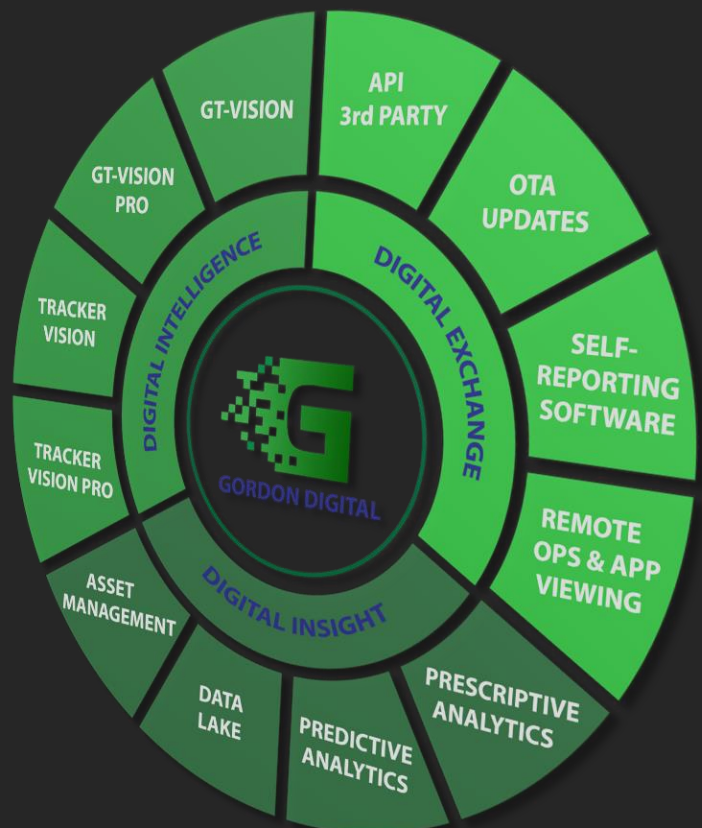 GORDON DIGITAL
DIGITAL EXCHANGE
API
3rd PARTY
OTA
UPDATES
SELF-
REPORTING
SOFTWARE
REMOTE
OPS & APP
VIEWING
DIGITAL INSIGHT
PRESCRIPTIVE
ANALYTICS
PREDICTIVE
ANALYTICS
DATA
LAKE
ASSET
MANAGEMENT
DIGITAL INTELLIGENCE
TRACKER
VISION PRO
TRACKER
VISION
GT-VISION
PRO
GT-VISION